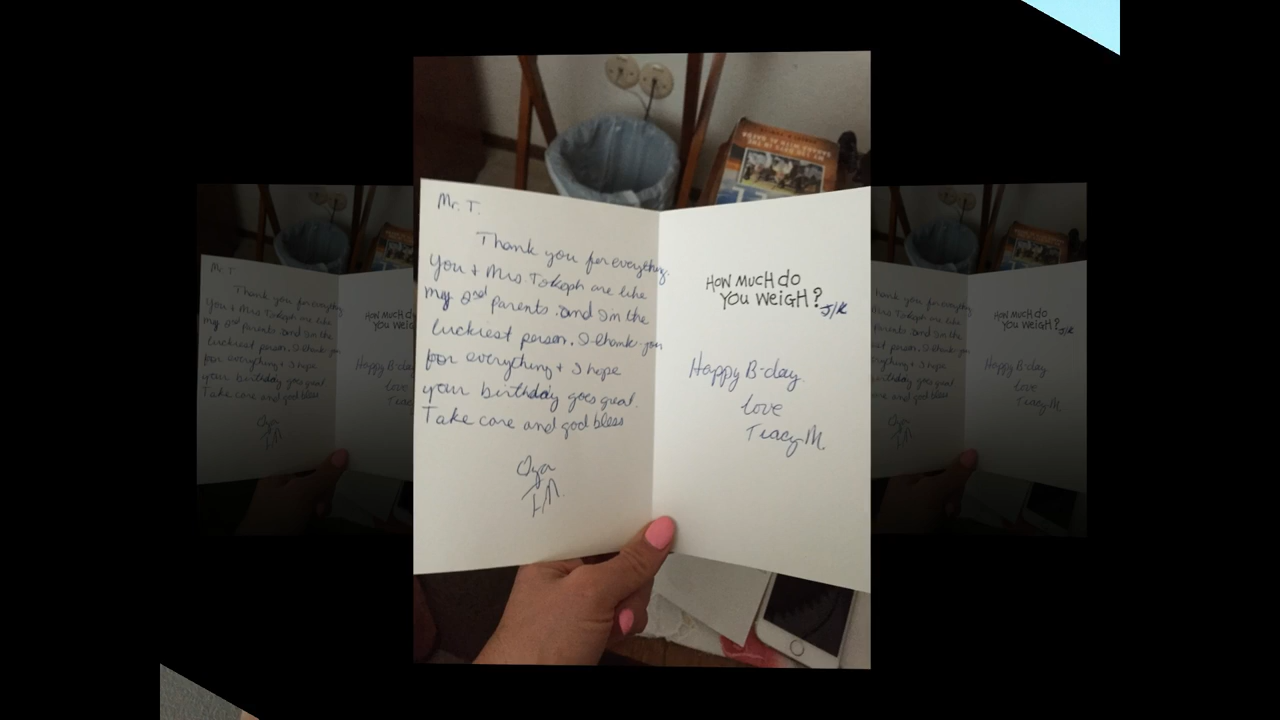 Mr. T.
Thank you for everything.
You + Mrs. Tokoph are like
my 2nd parents and I'm the
luckiest person. I thank you
for everything + I hope
your birthday goes great.
Take care and god bless
HOW MUCH do
YOU WEIGH?
J/K
Happy B-day
love
Tracy M.